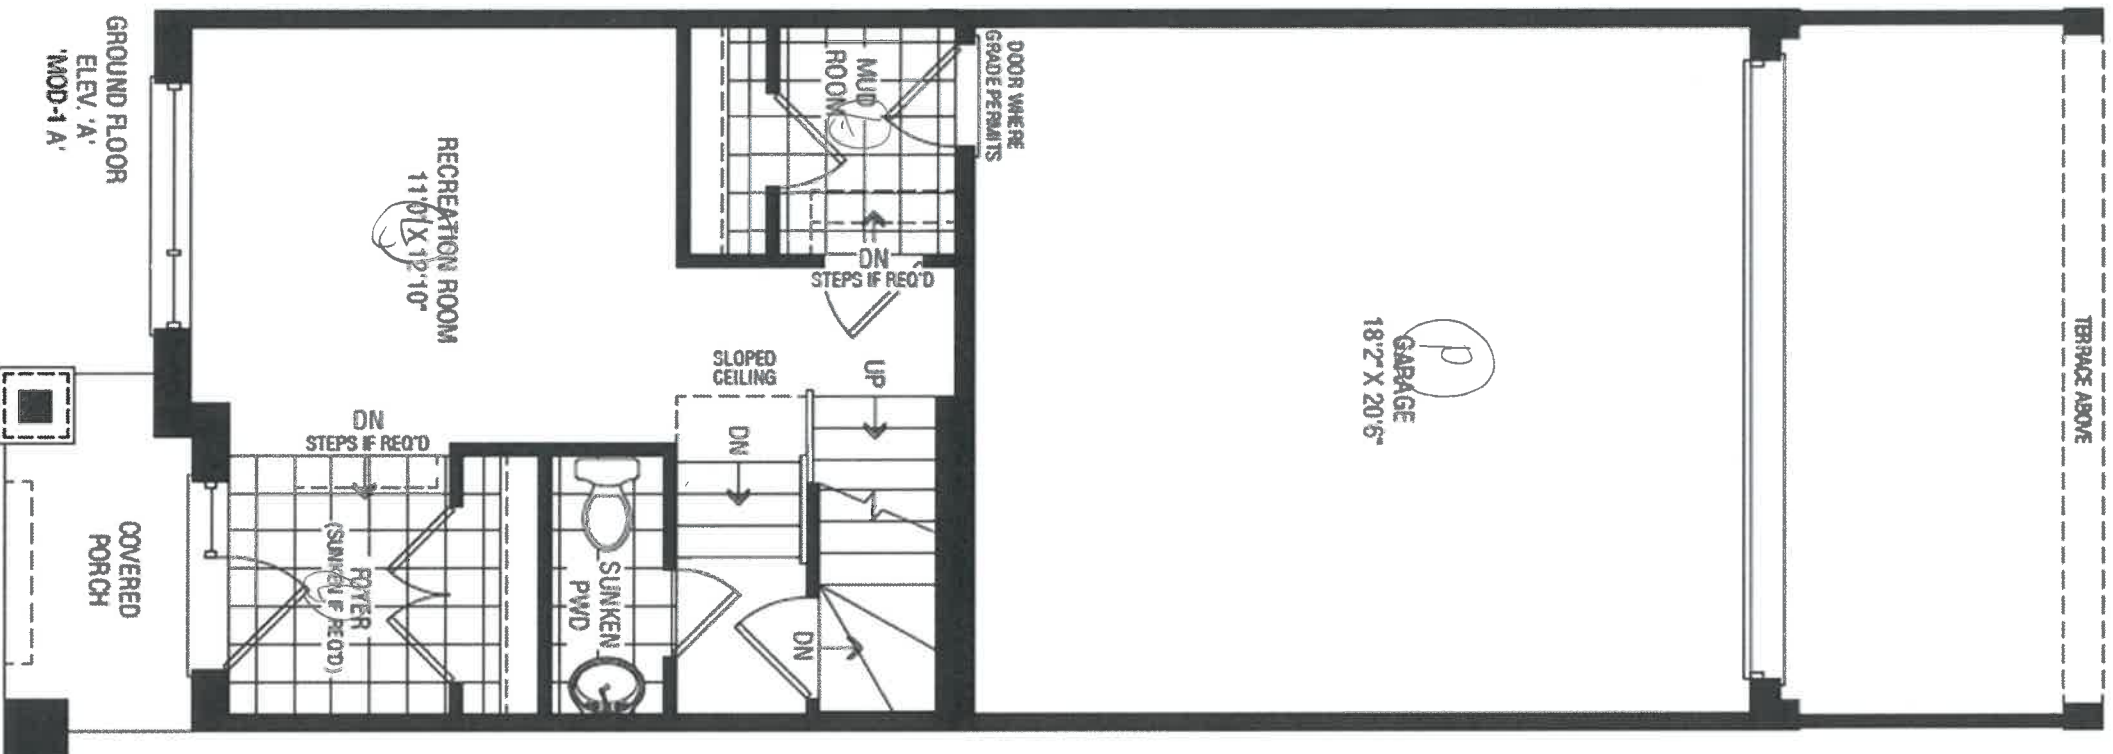 TERRACE ABOVE
GARAGE
18'2" X 20'6"
DOOR WHERE
GRADE PERMITS
MUD
ROOM
DN
STEPS IF REQ'D
UP
SLOPED
CEILING
DN
DN
SUNKEN
PWD
RECREATION ROOM
11'0" X 12'10"
DN
STEPS IF REQ'D
FOYER
(SUNKEN IF REQ'D)
COVERED
PORCH
GROUND FLOOR
ELEV. 'A'
'MOD-1 A'